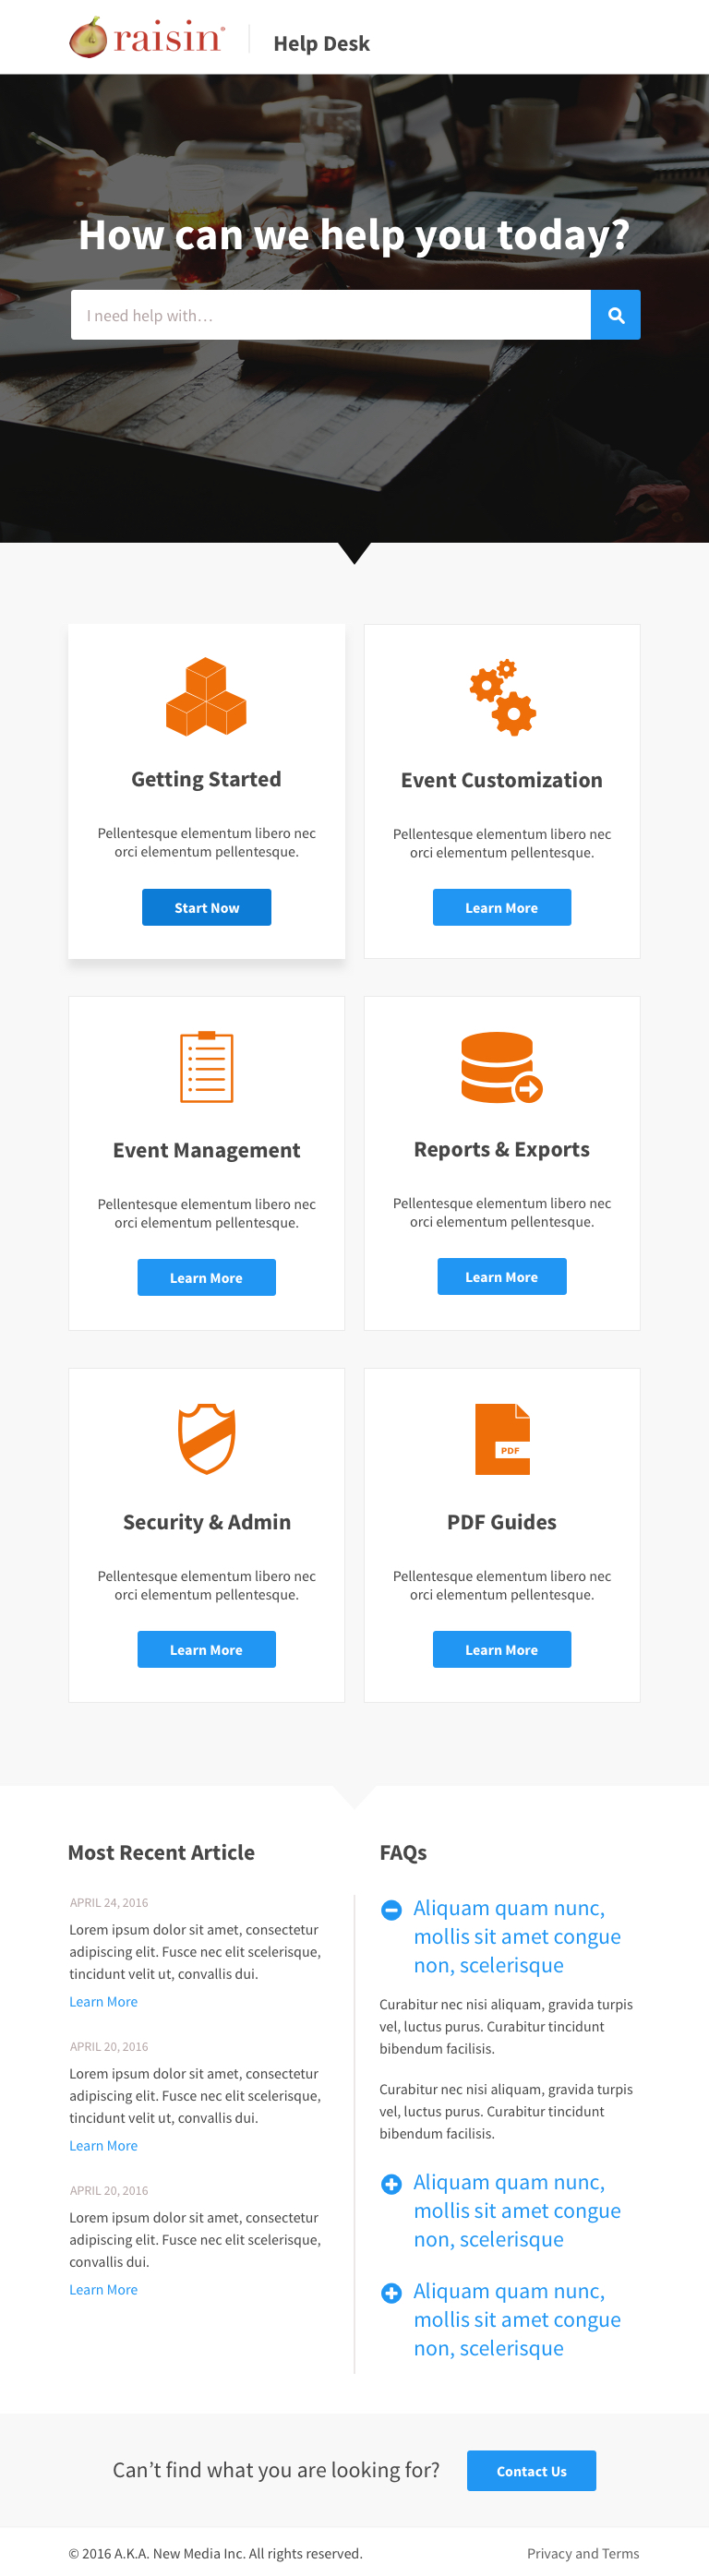 raisin®
Help Desk
How can we help you today?
I need help with...
Getting Started
Pellentesque elementum libero nec
orci elementum pellentesque.
Start Now
Event Customization
Pellentesque elementum libero nec
orci elementum pellentesque.
Learn More
Event Management
Pellentesque elementum libero nec
orci elementum pellentesque.
Learn More
Reports & Exports
Pellentesque elementum libero nec
orci elementum pellentesque.
Learn More
Security & Admin
Pellentesque elementum libero nec
orci elementum pellentesque.
Learn More
PDF
PDF Guides
Pellentesque elementum libero nec
orci elementum pellentesque.
Learn More
Most Recent Article
APRIL 24, 2016
Lorem ipsum dolor sit amet, consectetur
adipiscing elit. Fusce nec elit scelerisque,
tincidunt velit ut, convallis dui.
Learn More
APRIL 20, 2016
Lorem ipsum dolor sit amet, consectetur
adipiscing elit. Fusce nec elit scelerisque,
tincidunt velit ut, convallis dui.
Learn More
APRIL 20, 2016
Lorem ipsum dolor sit amet, consectetur
adipiscing elit. Fusce nec elit scelerisque,
convallis dui.
Learn More
FAQs
Aliquam quam nunc,
mollis sit amet congue
non, scelerisque
Curabitur nec nisi aliquam, gravida turpis
vel, luctus purus. Curabitur tincidunt
bibendum facilisis.
Curabitur nec nisi aliquam, gravida turpis
vel, luctus purus. Curabitur tincidunt
bibendum facilisis.
Aliquam quam nunc,
mollis sit amet congue
non, scelerisque
Aliquam quam nunc,
mollis sit amet congue
non, scelerisque
Can't find what you are looking for?
Contact Us
© 2016 A.K.A. New Media Inc. All rights reserved.
Privacy and Terms